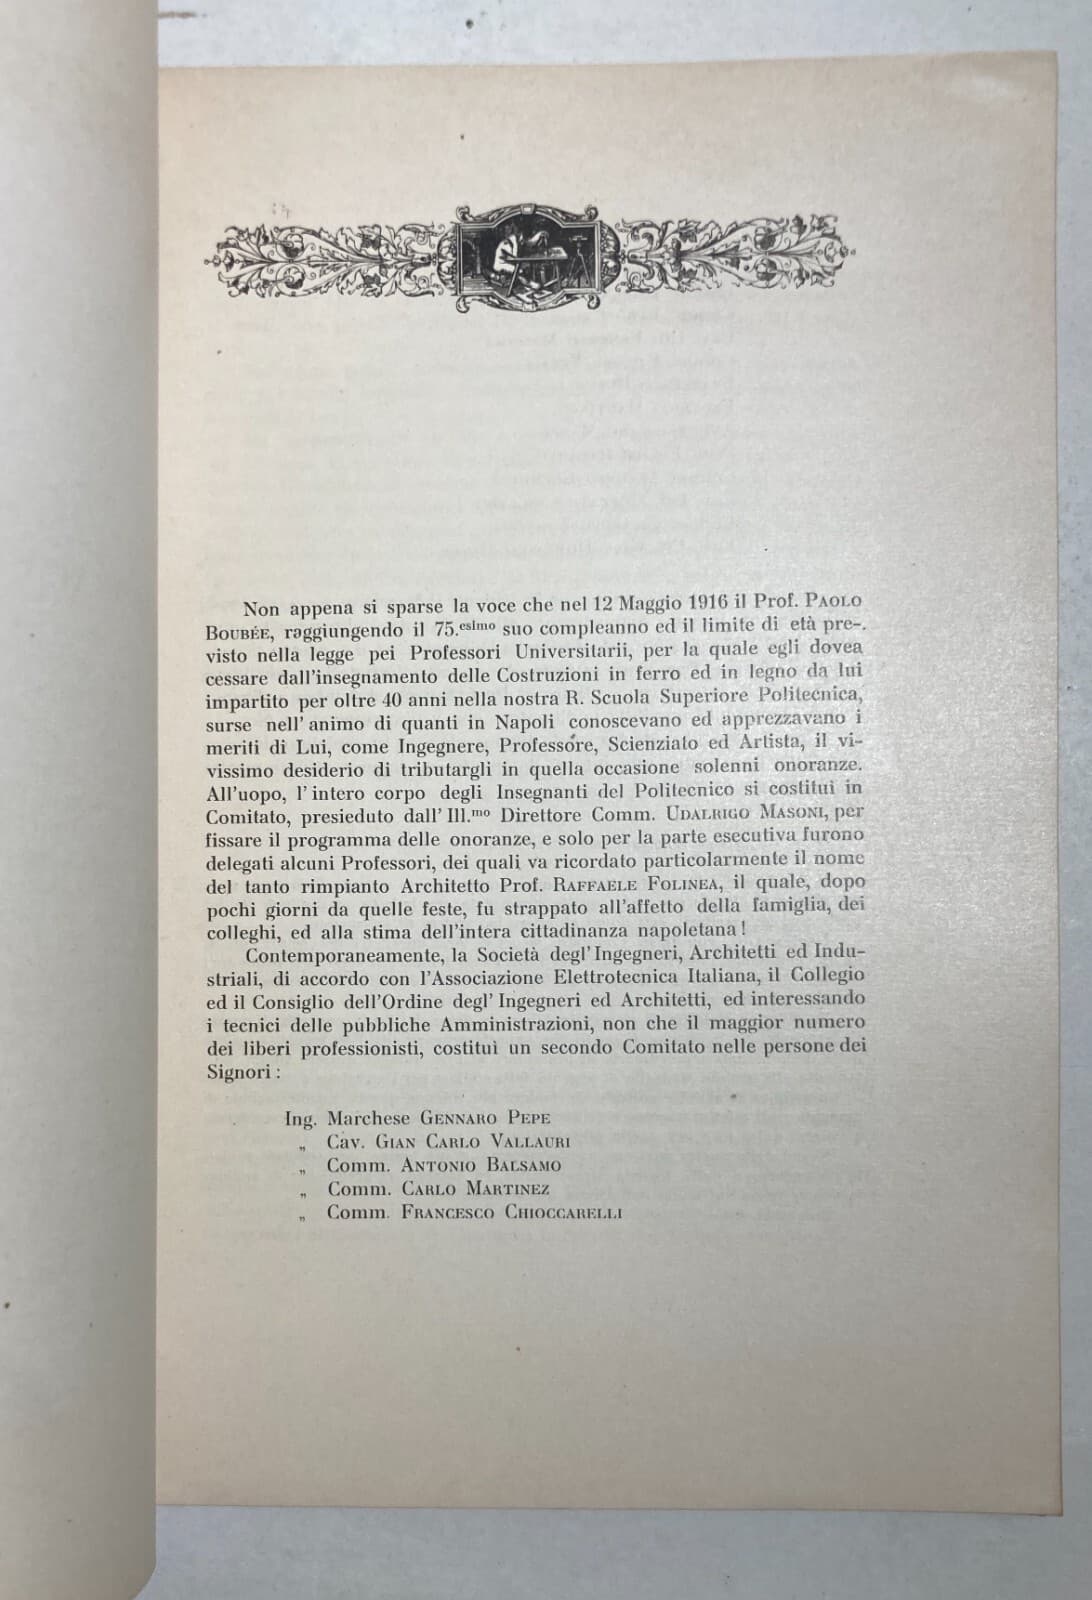 Non appena si sparse la voce che nel 12 Maggio 1916 il Prof. PAOLO
BOUBÉE, raggiungendo il 75.esimo suo compleanno ed il limite di età pre-
visto nella legge pei Professori Universitarii, per la quale egli dovea
cessare dall'insegnamento delle Costruzioni in ferro ed in legno da lui
impartito per oltre 40 anni nella nostra R. Scuola Superiore Politecnica,
surse nell'animo di quanti in Napoli conoscevano ed apprezzavano i
meriti di Lui, come Ingegnere, Professore, Scienziato ed Artista, il vi-
vissimo desiderio di tributargli in quella occasione solenni onoranze.
All'uopo, l'intero corpo degli Insegnanti del Politecnico si costituì in
Comitato, presieduto dall'Ill.mo Direttore Comm. UDALRIGO MASONI, per
fissare il programma delle onoranze, e solo per la parte esecutiva furono
delegati alcuni Professori, dei quali va ricordato particolarmente il nome
del tanto rimpianto Architetto Prof. RAFFAELE FOLINEA, il quale, dopo
pochi giorni da quelle feste, fu strappato all'affetto della famiglia, dei
colleghi, ed alla stima dell'intera cittadinanza napoletana!
Contemporaneamente, la Società degl'Ingegneri, Architetti ed Indu-
striali, di accordo con l'Associazione Elettrotecnica Italiana, il Collegio
ed il Consiglio dell'Ordine degl'Ingegneri ed Architetti, ed interessando
i tecnici delle pubbliche Amministrazioni, non che il maggior numero
dei liberi professionisti, costituì un secondo Comitato nelle persone dei
Signori:
Ing. Marchese GENNARO PEPE
„ Cav. GIAN CARLO VALLAURI
„ Comm. ANTONIO BALSAMO
„ Comm. CARLO MARTINEZ
„ Comm. FRANCESCO CHIOCCARELLI